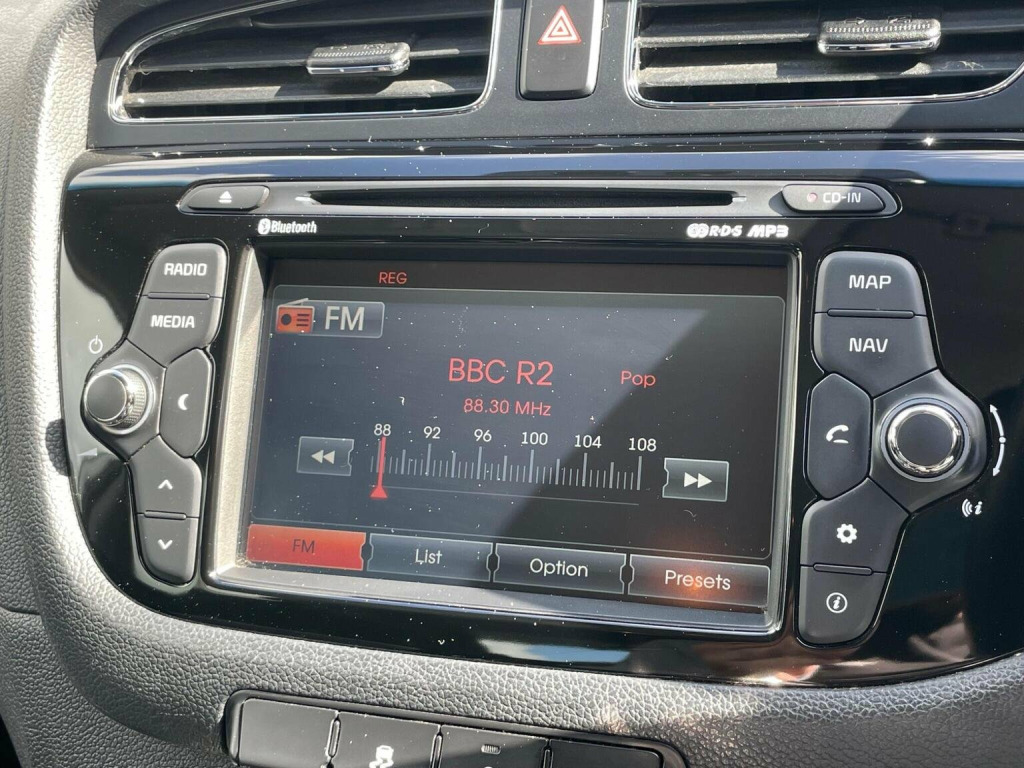 CD-IN
Bluetooth
RDS MP3
RADIO
MEDIA
REG
FM
BBC R2
Pop
88.30 MHz
88 92 96 100 104 108
FM
List
Option
Presets
MAP
NAV